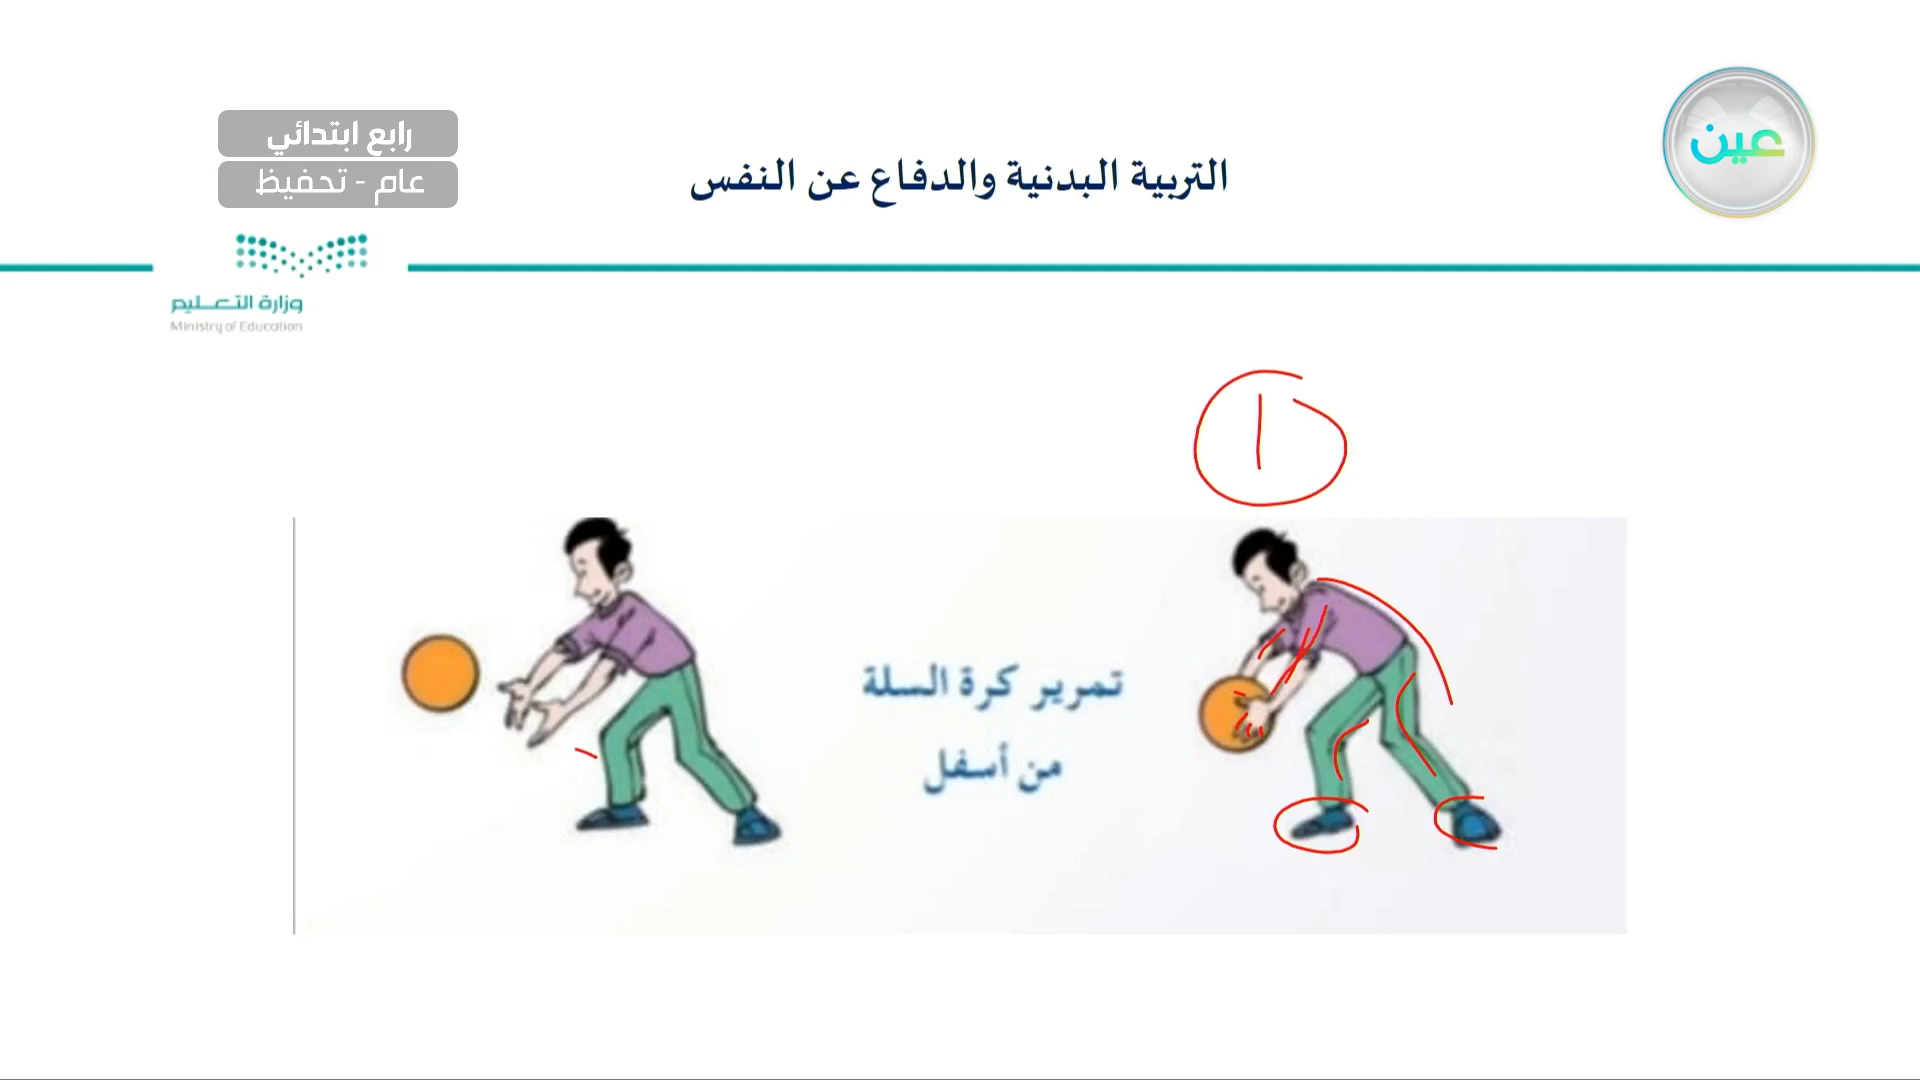 عين
التربية البدنية والدفاع عن النفس
رابع ابتدائي
عام - تحفيظ
وزارة التعليم
Ministry of Education
١
تمرير كرة السلة
من أسفل